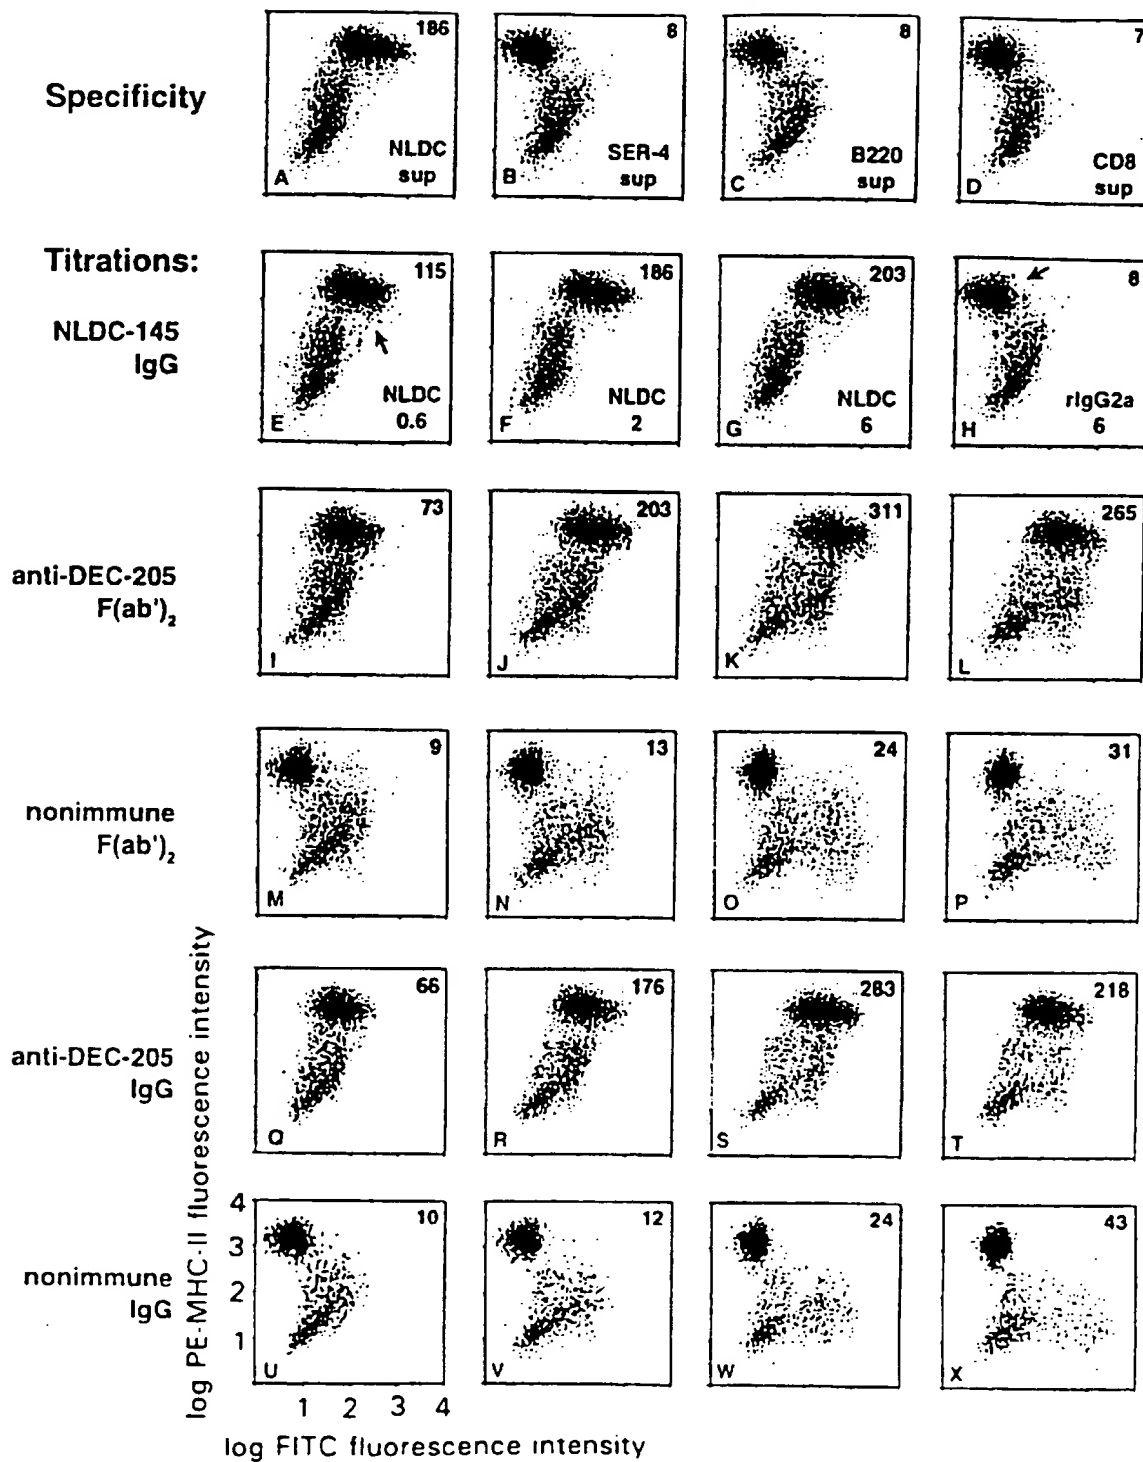 Specificity
186
NLDC
sup
A
8
SER-4
sup
B
8
B220
sup
C
7
CD8
sup
D
Titrations:
NLDC-145
IgG
115
NLDC
0.6
E
186
NLDC
2
F
203
NLDC
6
G
8
rIgG2a
6
H
anti-DEC-205
F(ab')₂
73
I
203
J
311
K
265
L
nonimmune
F(ab')₂
9
M
13
N
24
O
31
P
anti-DEC-205
IgG
66
Q
176
R
283
S
218
T
nonimmune
IgG
10
U
12
V
24
W
43
X
log PE-MHC-II fluorescence intensity
4
3
2
1
1 2 3 4
log FITC fluorescence intensity